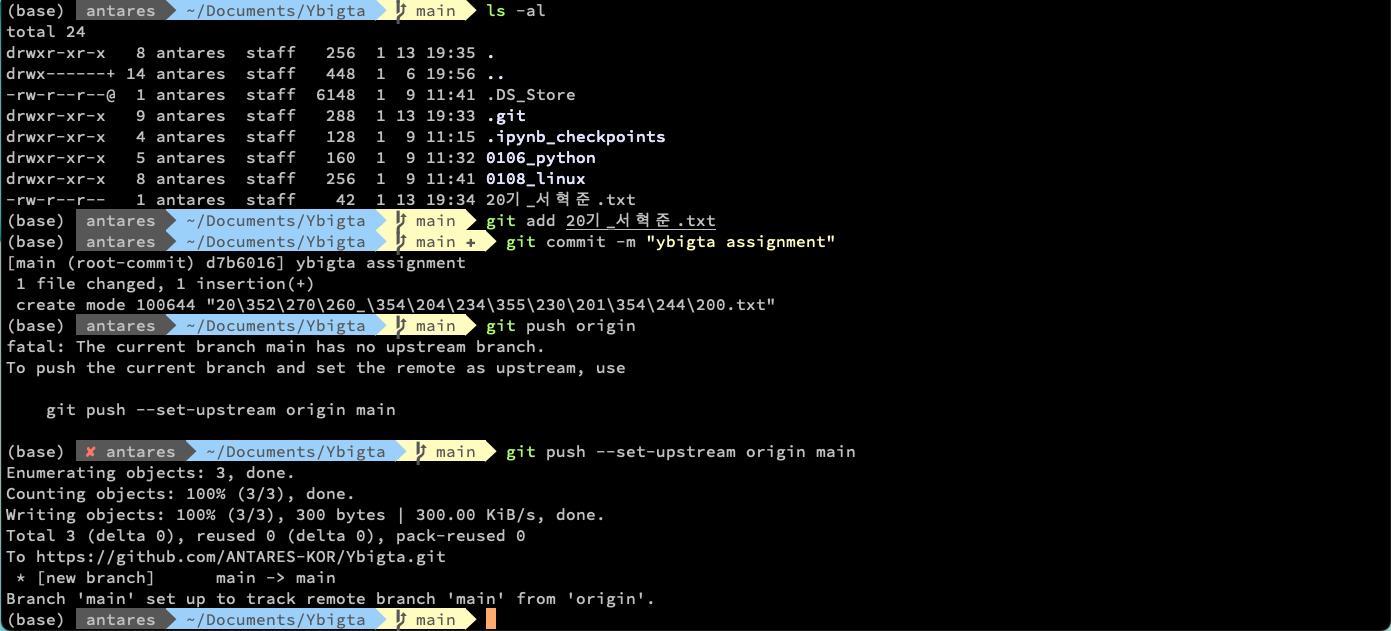 (base) antares ~/Documents/Ybigta main ls -al
total 24
drwxr-xr-x   8 antares  staff   256  1 13 19:35 .
drwx------+ 14 antares  staff   448  1  6 19:56 ..
-rw-r--r--@  1 antares  staff  6148  1  9 11:41 .DS_Store
drwxr-xr-x   9 antares  staff   288  1 13 19:33 .git
drwxr-xr-x   4 antares  staff   128  1  9 11:15 .ipynb_checkpoints
drwxr-xr-x   5 antares  staff   160  1  9 11:32 0106_python
drwxr-xr-x   8 antares  staff   256  1  9 11:41 0108_linux
-rw-r--r--   1 antares  staff    42  1 13 19:34 20기_서혁준.txt
(base) antares ~/Documents/Ybigta main git add 20기_서혁준.txt
(base) antares ~/Documents/Ybigta main + git commit -m "ybigta assignment"
[main (root-commit) d7b6016] ybigta assignment
 1 file changed, 1 insertion(+)
 create mode 100644 "20\352\270\260_\354\204\234\355\230\201\354\244\200.txt"
(base) antares ~/Documents/Ybigta main git push origin
fatal: The current branch main has no upstream branch.
To push the current branch and set the remote as upstream, use
    git push --set-upstream origin main
(base) ✘ antares ~/Documents/Ybigta main git push --set-upstream origin main
Enumerating objects: 3, done.
Counting objects: 100% (3/3), done.
Writing objects: 100% (3/3), 300 bytes | 300.00 KiB/s, done.
Total 3 (delta 0), reused 0 (delta 0), pack-reused 0
To https://github.com/ANTARES-KOR/Ybigta.git
 * [new branch]      main -> main
Branch 'main' set up to track remote branch 'main' from 'origin'.
(base) antares ~/Documents/Ybigta main